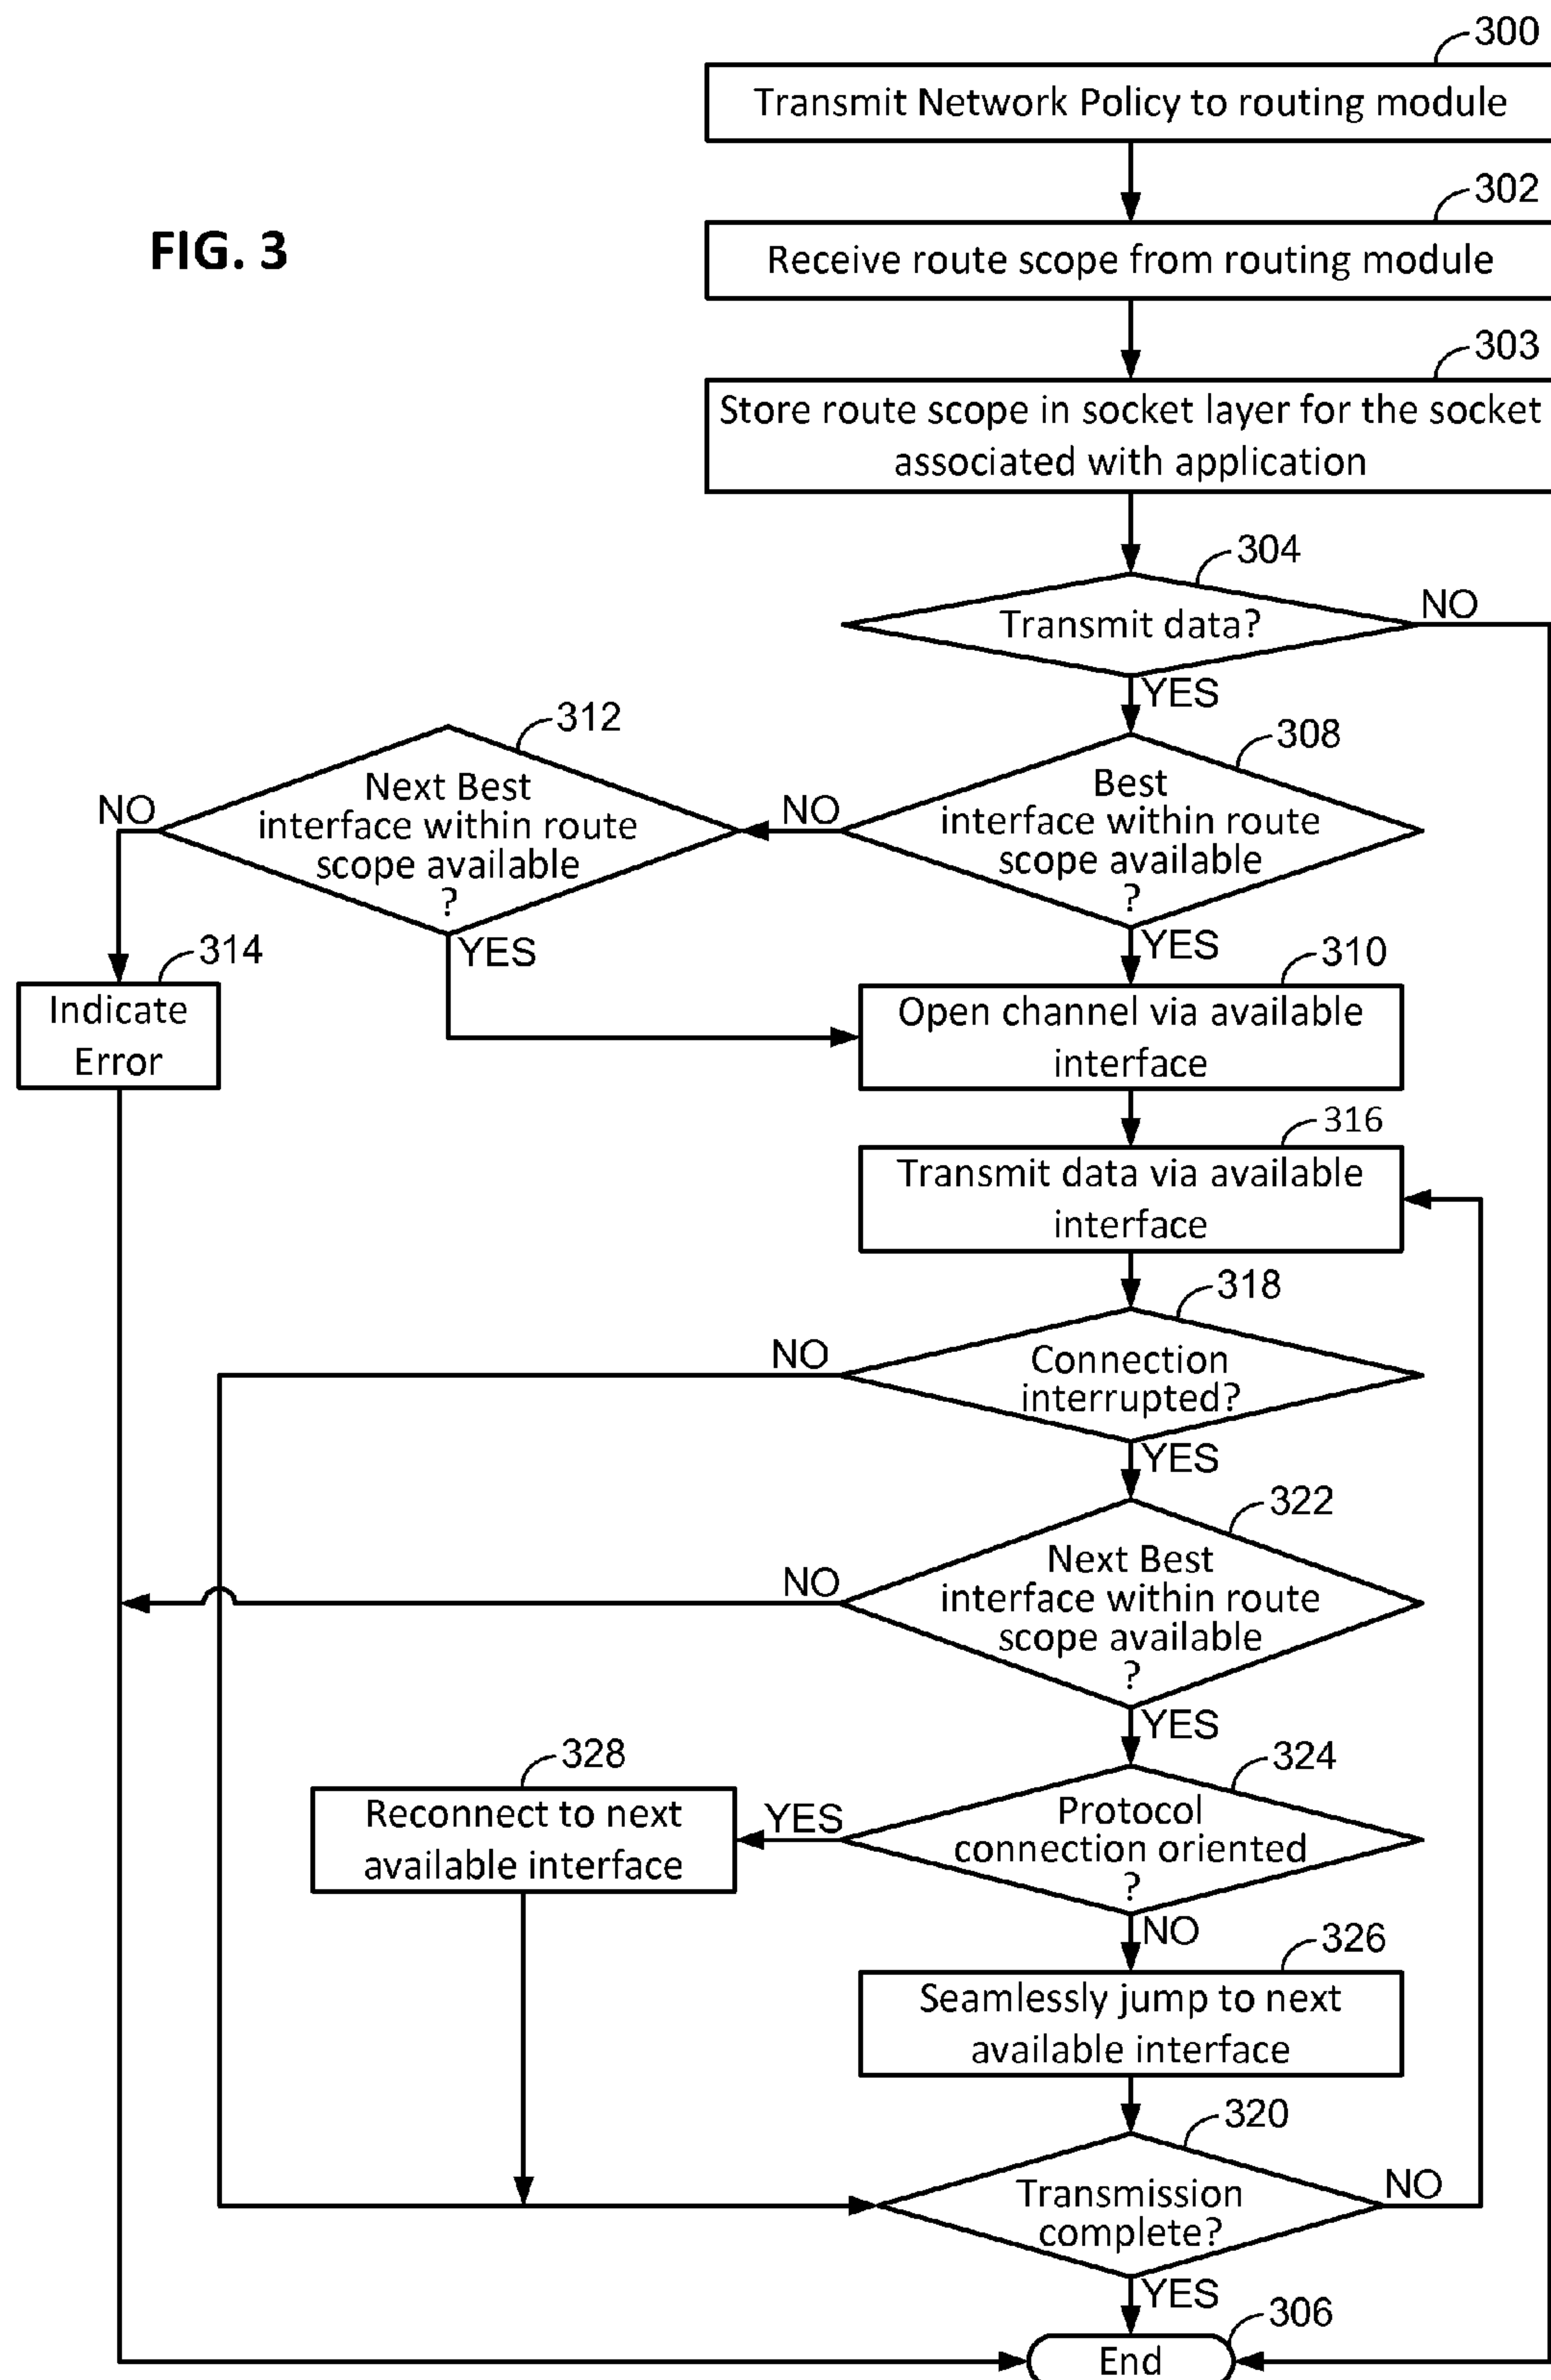 300
Transmit Network Policy to routing module
302
FIG. 3
Receive route scope from routing module
303
Store route scope in socket layer for the socket
associated with application
304
Transmit data?
NO
YES
312
308
Next Best
interface within route
scope available
?
NO
YES
Best
interface within route
scope available
?
NO
YES
314
Indicate
Error
310
Open channel via available
interface
316
Transmit data via available
interface
318
Connection
interrupted?
NO
YES
322
Next Best
interface within route
scope available
?
NO
YES
324
Protocol
connection oriented
?
YES
NO
328
Reconnect to next
available interface
326
Seamlessly jump to next
available interface
320
Transmission
complete?
NO
YES
306
End